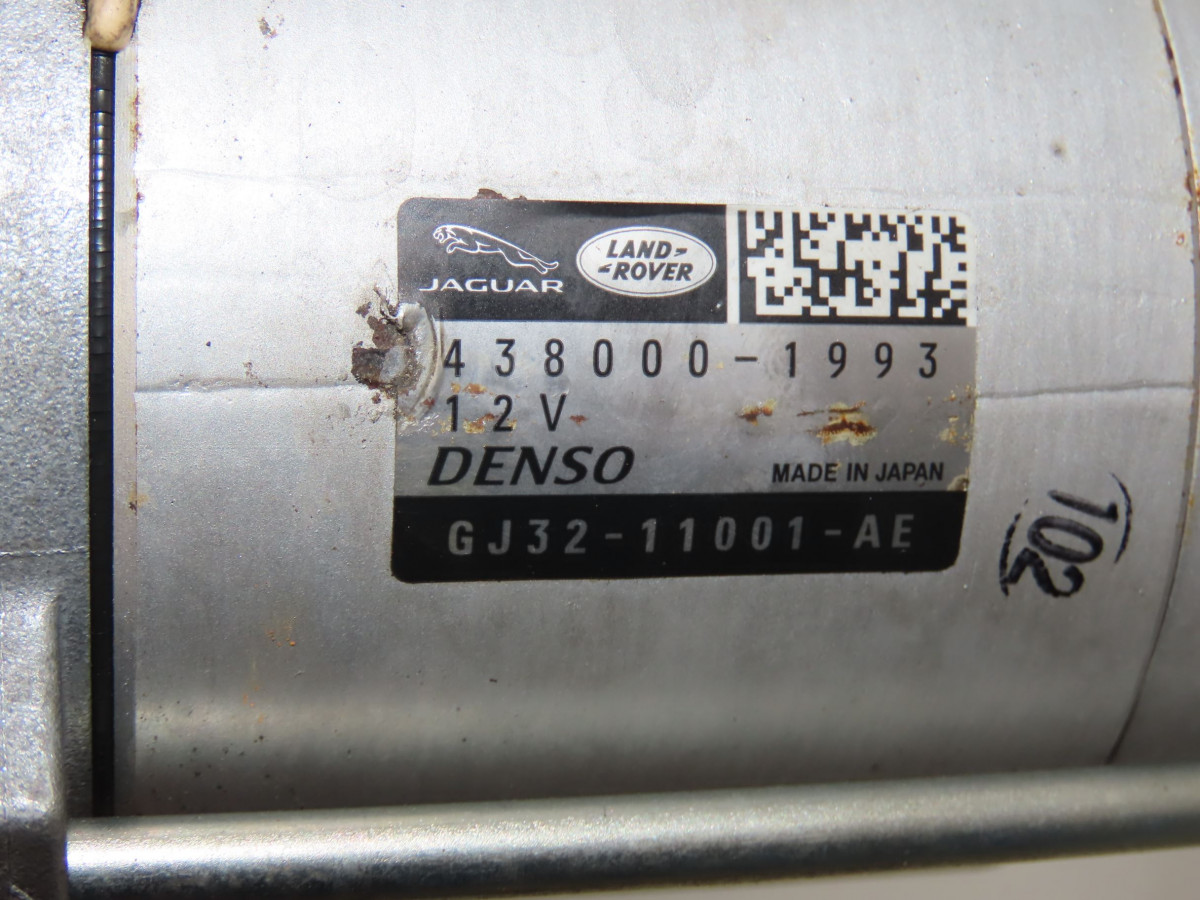 JAGUAR
LAND-
-ROVER
438000-1993
12V
DENSO
MADE IN JAPAN
GJ32-11001-AE
(102)